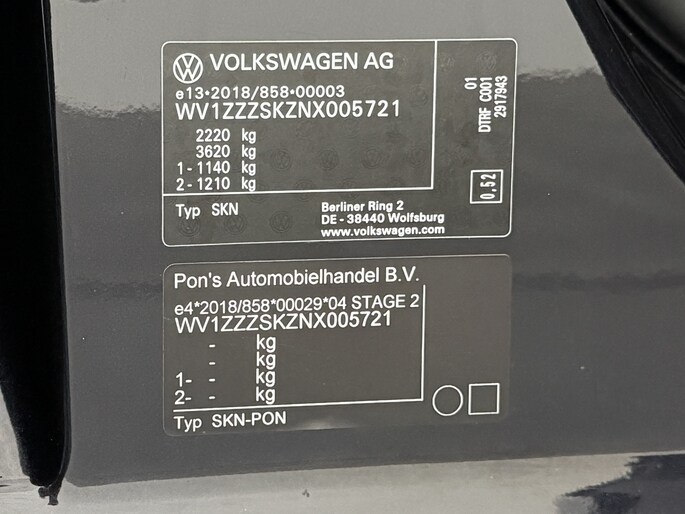 VOLKSWAGEN AG
e13*2018/858*00003
WV1ZZZSKZNX005721
2220 kg
3620 kg
1 - 1140 kg
2 - 1210 kg
Typ SKN
Berliner Ring 2
DE - 38440 Wolfsburg
www.volkswagen.com
01
DTRF C001
2917943
0,52
Pon's Automobielhandel B.V.
e4*2018/858*00029*04 STAGE 2
WV1ZZZSKZNX005721
- kg
- kg
1- - kg
2- - kg
Typ SKN-PON